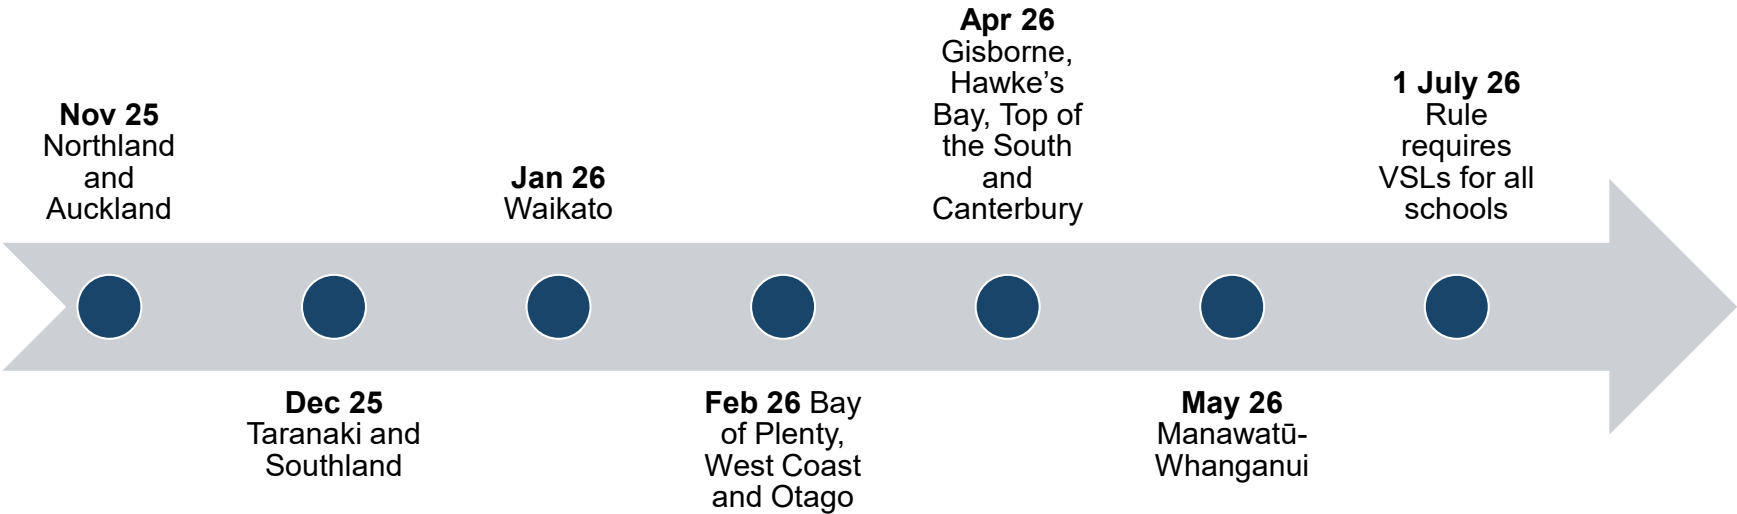 Nov 25
Northland
and
Auckland
Dec 25
Taranaki and
Southland
Jan 26
Waikato
Feb 26 Bay
of Plenty,
West Coast
and Otago
Apr 26
Gisborne,
Hawke’s
Bay, Top of
the South
and
Canterbury
May 26
Manawatū-
Whanganui
1 July 26
Rule
requires
VSLs for all
schools